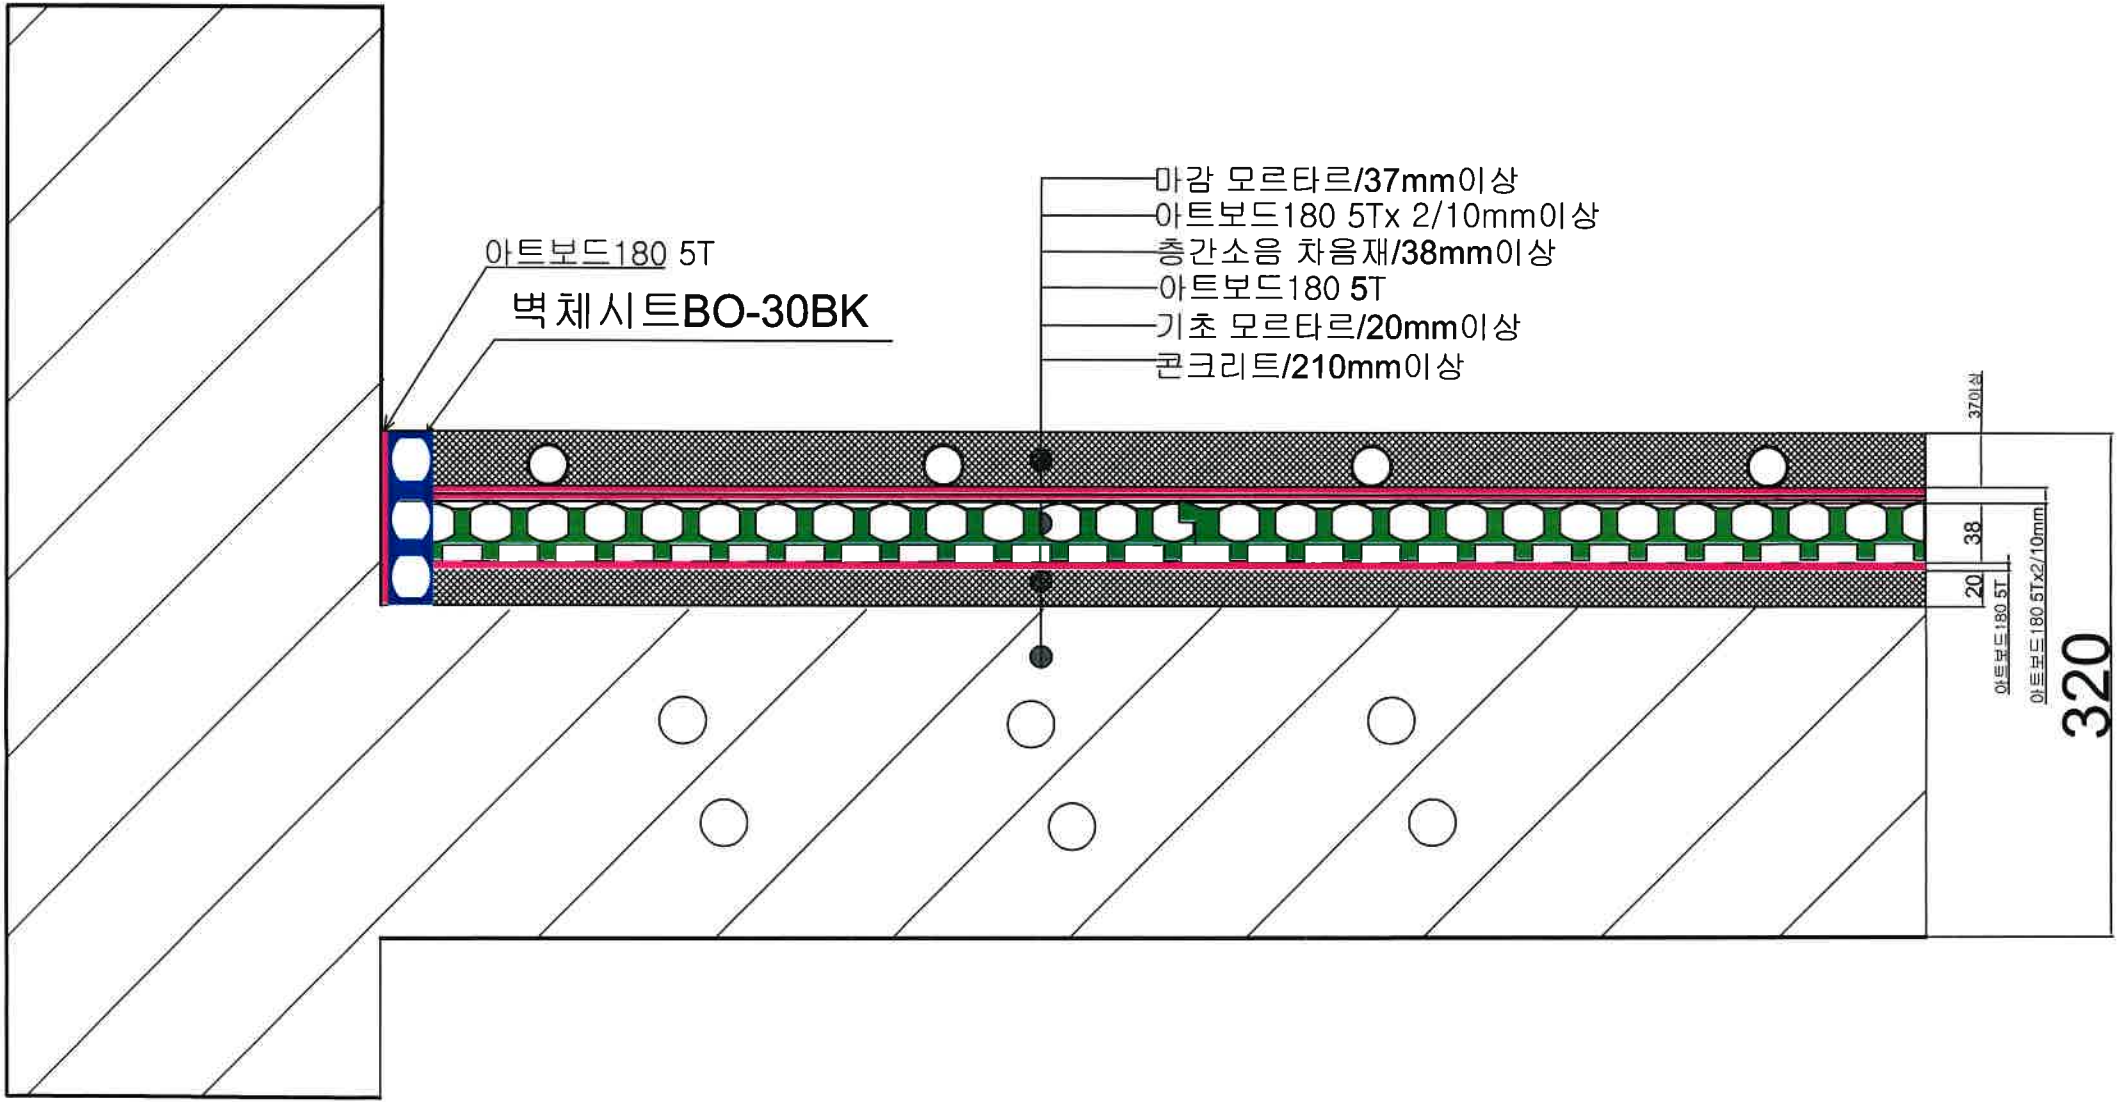 마감 모르타르/37mm이상
아트보드180 5Tx 2/10mm이상
층간소음 차음재/38mm이상
아트보드180 5T
기초 모르타르/20mm이상
콘크리트/210mm이상
아트보드180 5T
벽체시트BO-30BK
37이상
38
20
아트보드180 5T
아트보드180 5Tx2/10mm
320